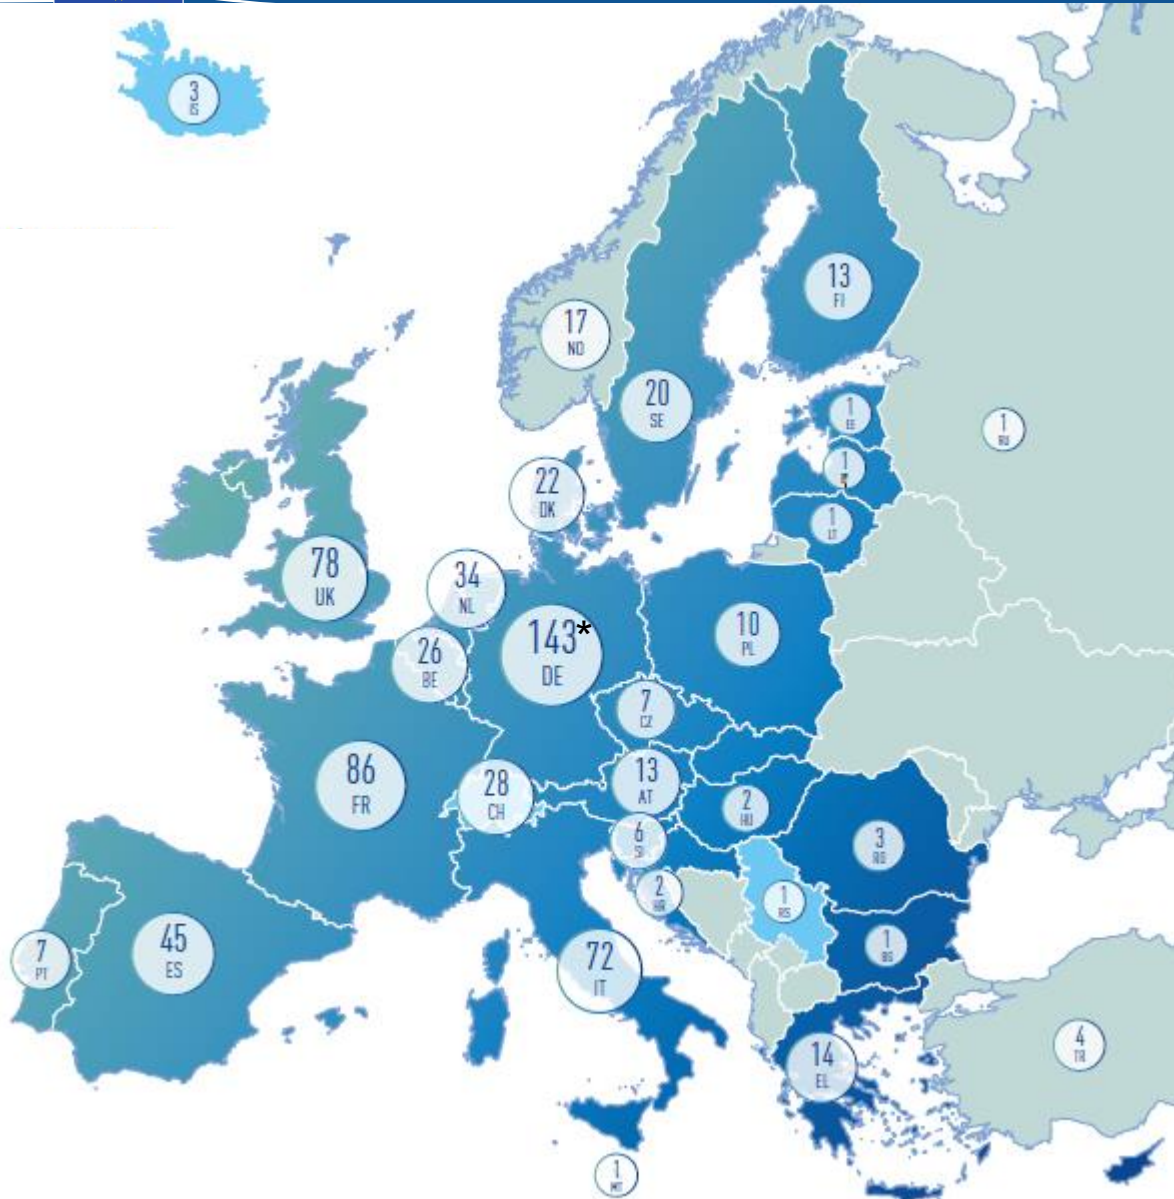 3
IS
13
FI
17
NO
20
SE
1
EE
1
RU
1
1
LT
22
DK
78
UK
34
NL
143*
DE
10
PL
26
BE
7
CZ
86
FR
28
CH
13
AT
2
HU
6
SI
3
RO
2
HR
1
RS
1
BG
7
PT
45
ES
72
IT
14
EL
4
TR
1
MT